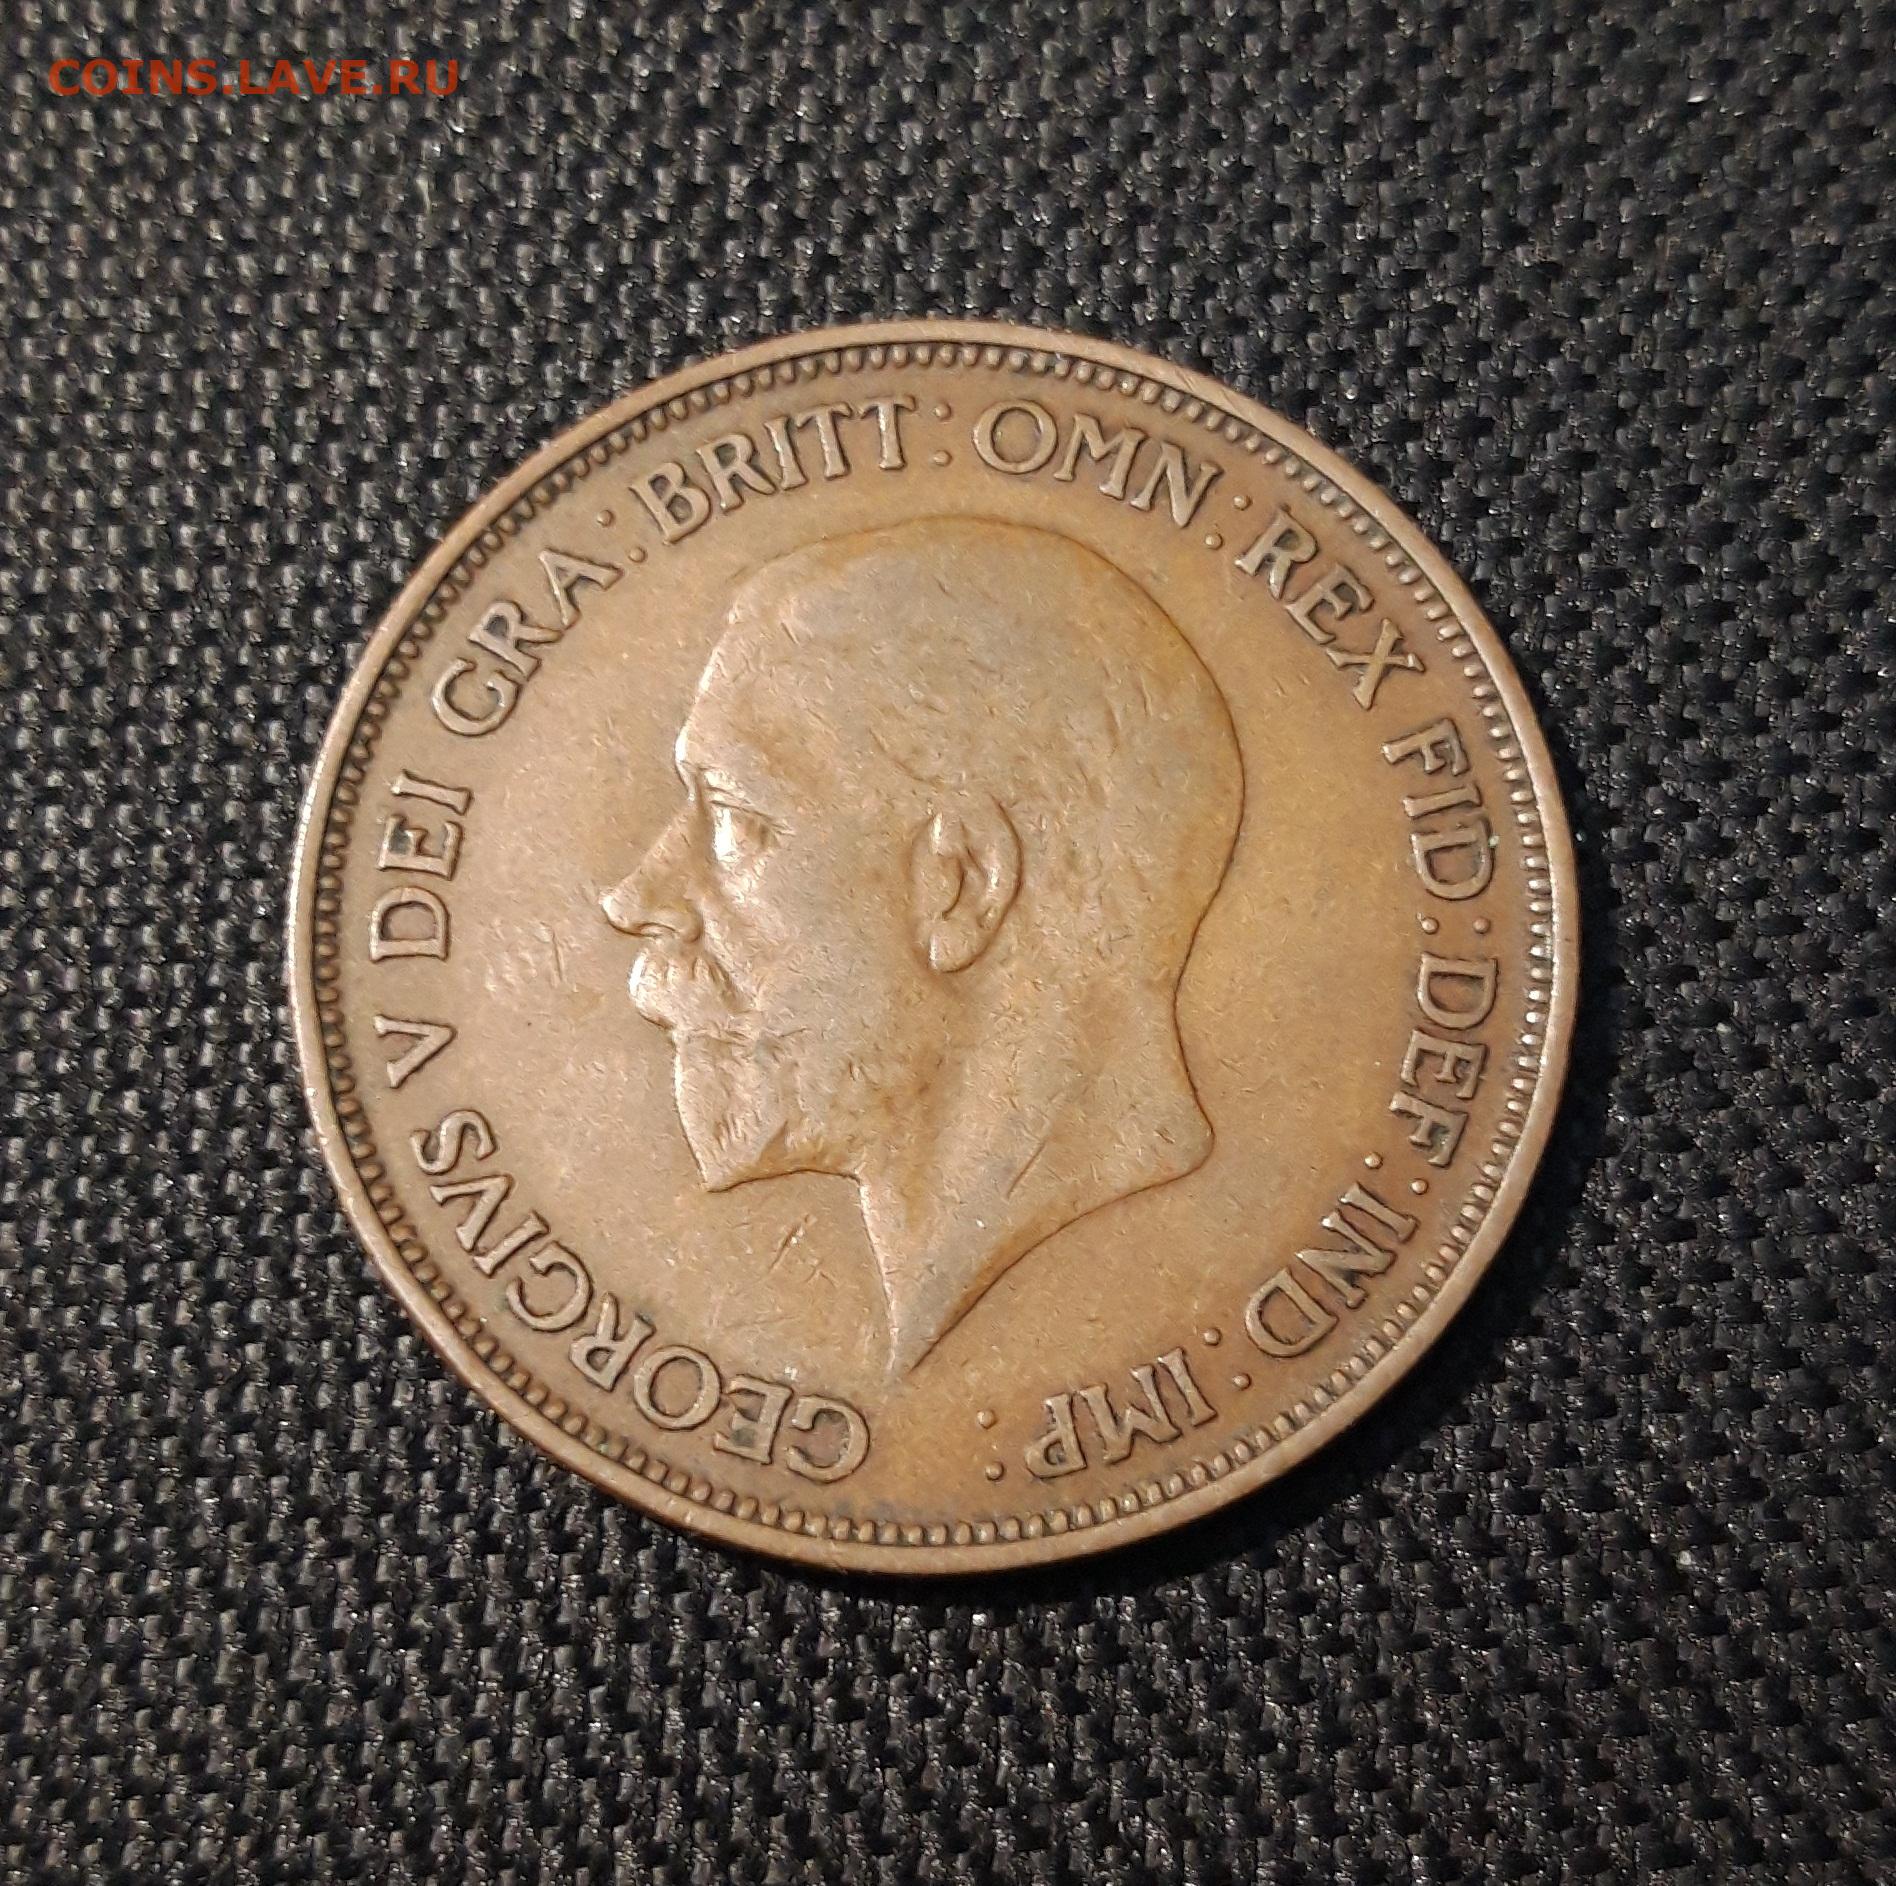 COINS.LAVE.RU
GEORGIVS V DEI GRA: BRITT: OMN: REX FID: DEF: IND: IMP: